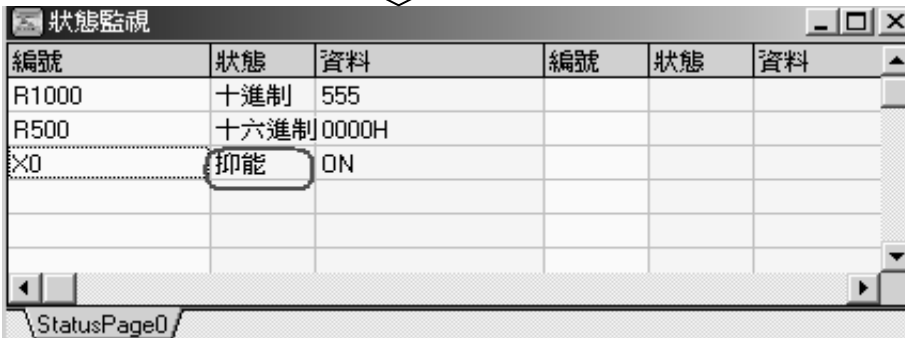 狀態監視
編號 狀態 資料 編號 狀態 資料
R1000 十進制 555
R500 十六進制 0000H
X0 抑能 ON
StatusPage0